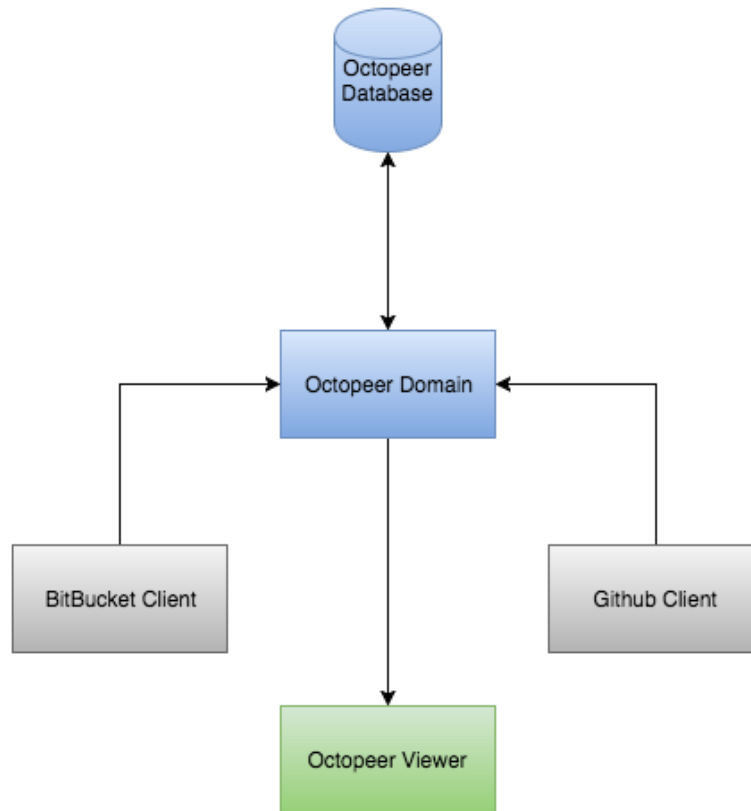 Octopeer
Database
Octopeer Domain
BitBucket Client
Github Client
Octopeer Viewer